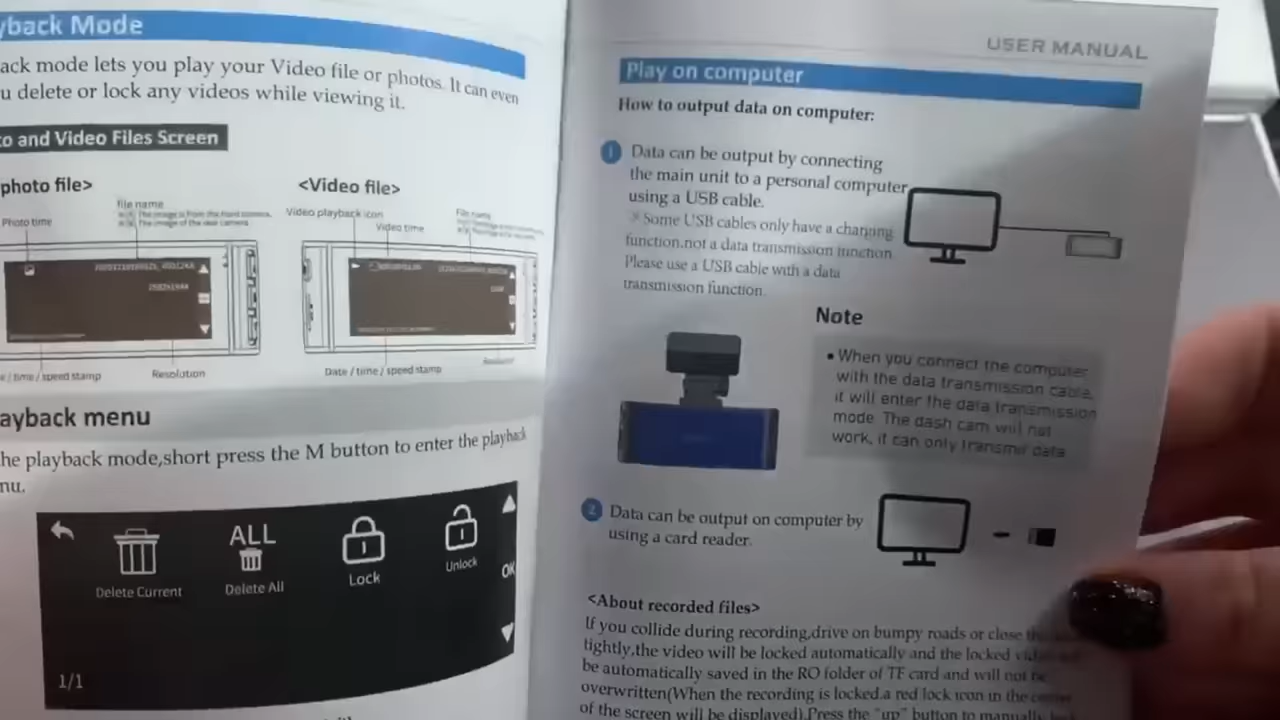 yback Mode
ack mode lets you play your Video file or photos. It can even
u delete or lock any videos while viewing it.
o and Video Files Screen
photo file>
<Video file>
Photo time
file name
Video playback icon
Video time
File name
/ time / speed stamp
Resolution
Date / time / speed stamp
ayback menu
he playback mode,short press the M button to enter the playback
nu.
Delete Current
ALL
Delete All
Lock
Unlock
OK
1/1
USER MANUAL
Play on computer
How to output data on computer:
1 Data can be output by connecting
the main unit to a personal computer
using a USB cable.
※Some USB cables only have a charging
function,not a data transmission function
Please use a USB cable with a data
transmission function.
Note
• When you connect the computer
with the data transmission cable,
it will enter the data transmission
mode. The dash cam will not
work, it can only transmit data
2 Data can be output on computer by
using a card reader.
<About recorded files>
If you collide during recording,drive on bumpy roads or close
tightly,the video will be locked automatically and the locked
be automatically saved in the RO folder of TF card and will not be
overwritten(When the recording is locked,a red lock icon in the
of the screen will be displayed).Press the "up" button to manually